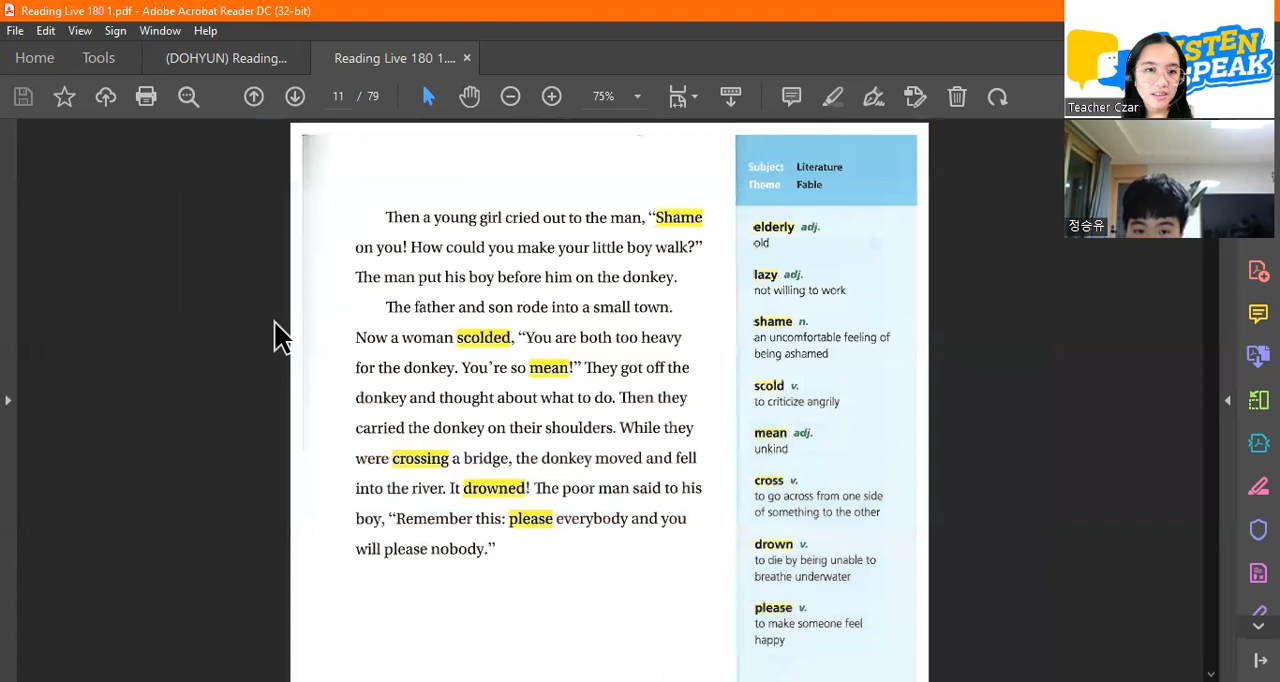 Reading Live 180 1.pdf - Adobe Acrobat Reader DC (32-bit)
File Edit View Sign Window Help
Home Tools (DOHYUN) Reading... Reading Live 180 1.... ×
11 / 79 75%
LISTEN
SPEAK
Teacher Czar
정승유
Then a young girl cried out to the man, “Shame
on you! How could you make your little boy walk?”
The man put his boy before him on the donkey.
The father and son rode into a small town.
Now a woman scolded, “You are both too heavy
for the donkey. You’re so mean!” They got off the
donkey and thought about what to do. Then they
carried the donkey on their shoulders. While they
were crossing a bridge, the donkey moved and fell
into the river. It drowned! The poor man said to his
boy, “Remember this: please everybody and you
will please nobody.”
Subject Literature
Theme Fable
elderly adj.
old
lazy adj.
not willing to work
shame n.
an uncomfortable feeling of
being ashamed
scold v.
to criticize angrily
mean adj.
unkind
cross v.
to go across from one side
of something to the other
drown v.
to die by being unable to
breathe underwater
please v.
to make someone feel
happy